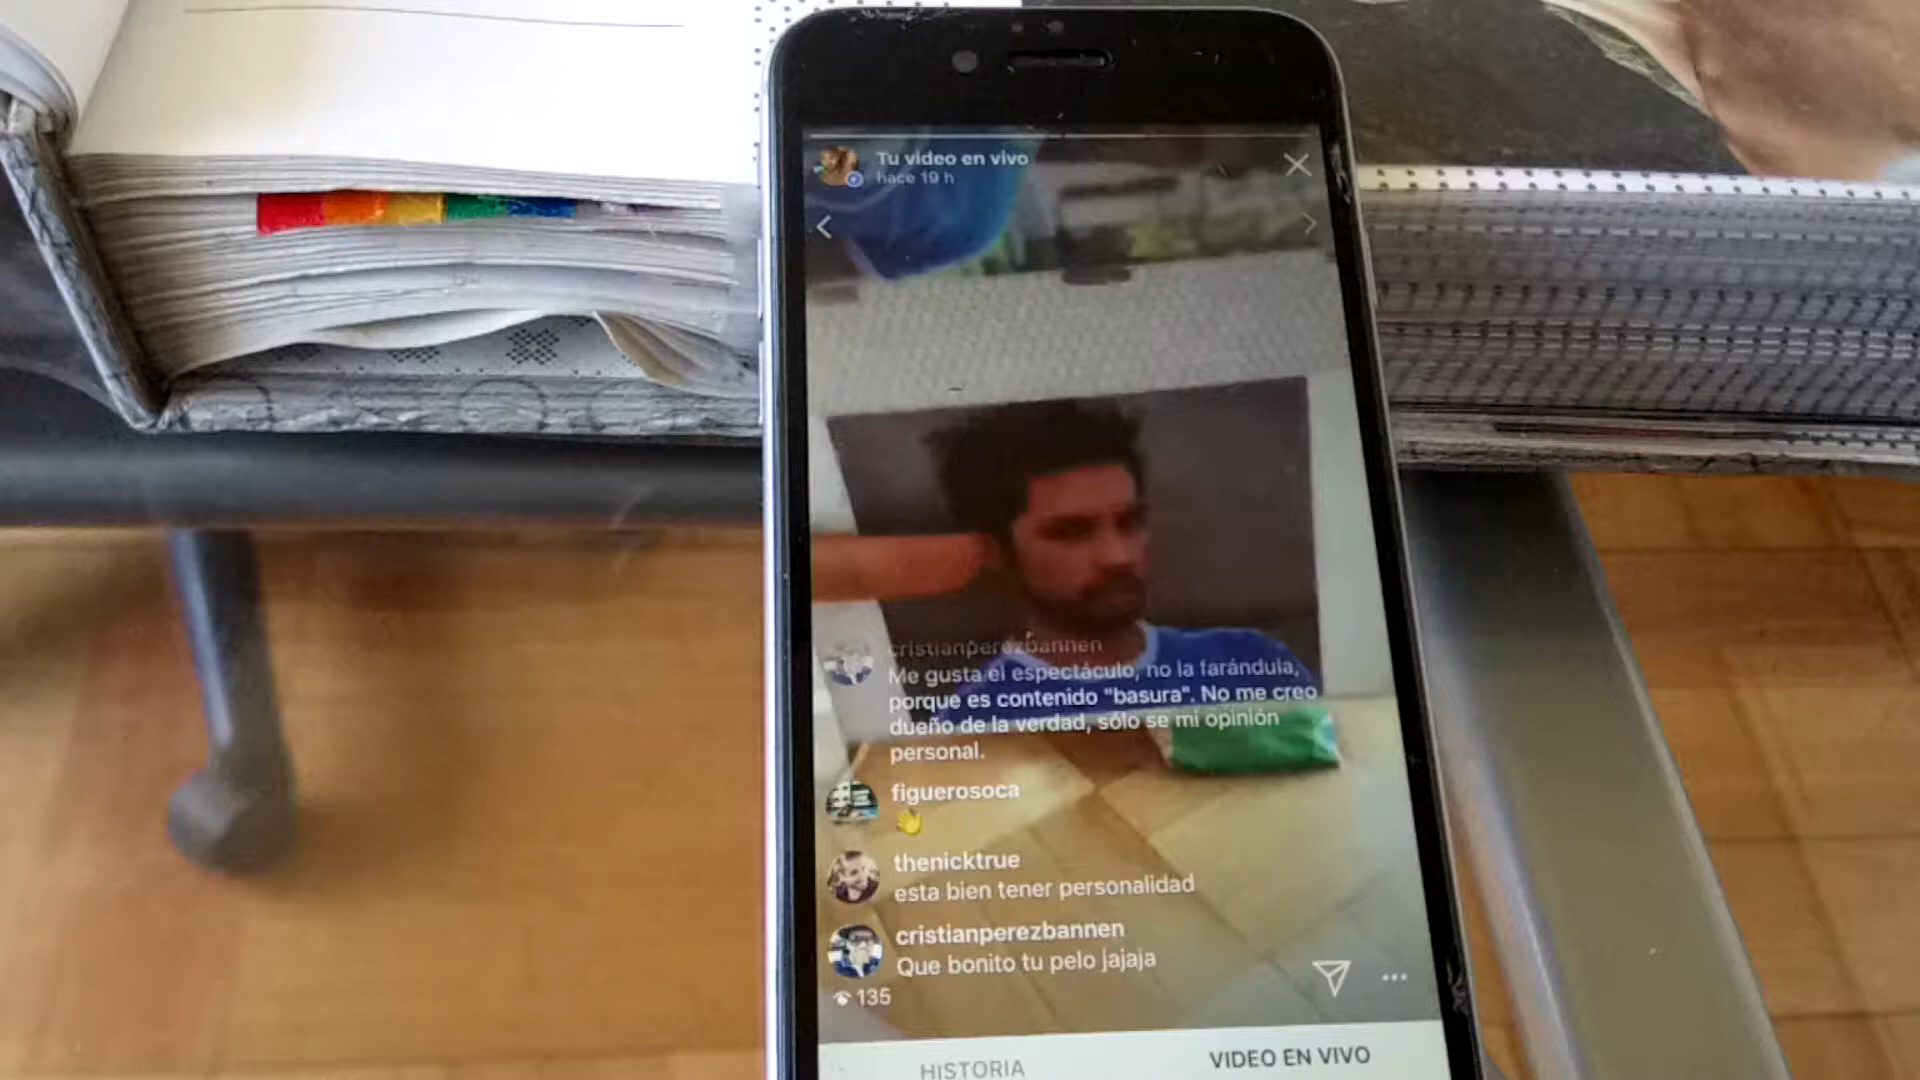 Tu video en vivo
hace 19 h
cristianperezbannen
Me gusta el espectáculo, no la farándula,
porque es contenido "basura". No me creo
dueño de la verdad, sólo se mi opinión
personal.
figuerosoca
👋
thenicktrue
esta bien tener personalidad
cristianperezbannen
Que bonito tu pelo jajaja
135
HISTORIA
VIDEO EN VIVO